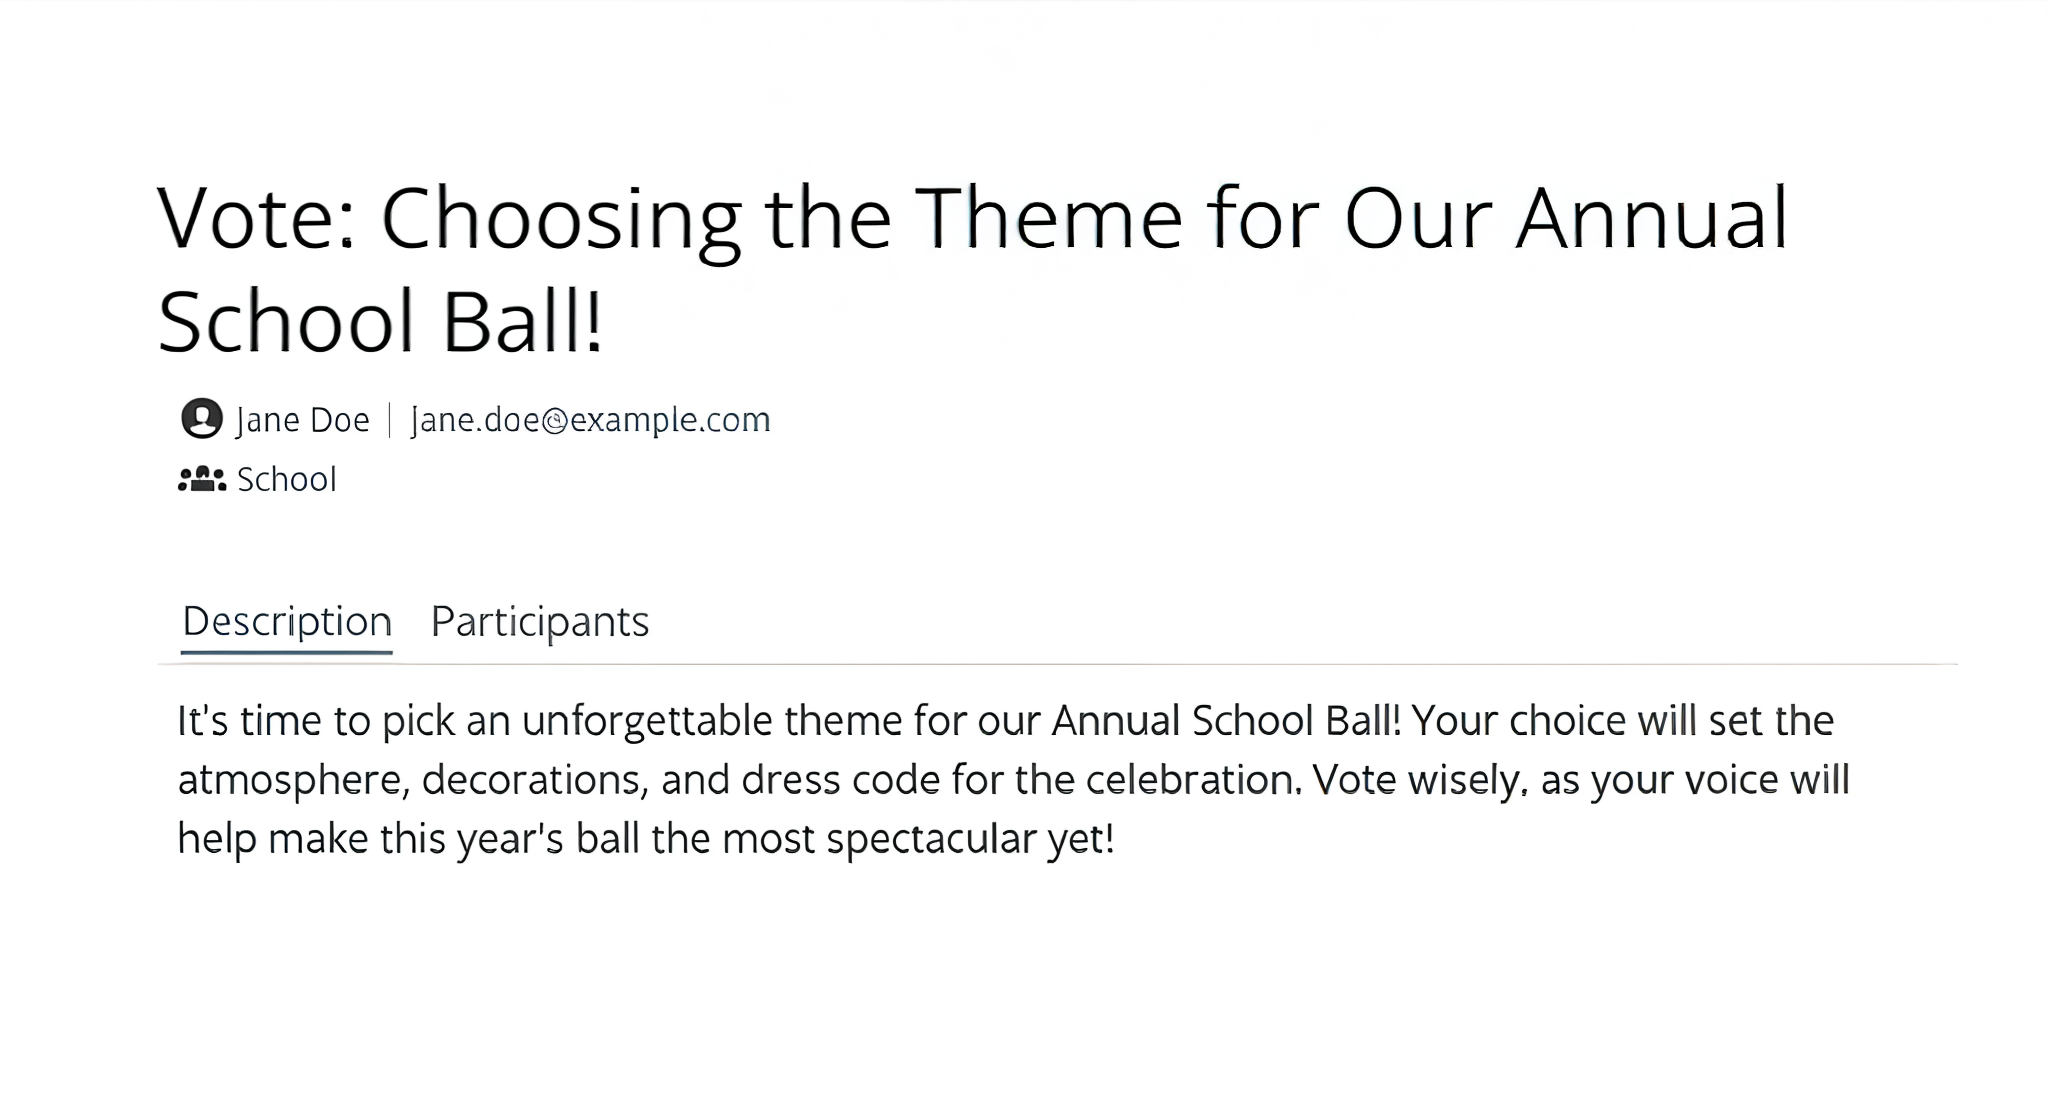 Vote: Choosing the Theme for Our Annual
School Ball!
Jane Doe | Jane.doe@example.com
School
Description Participants
It's time to pick an unforgettable theme for our Annual School Ball! Your choice will set the
atmosphere, decorations, and dress code for the celebration. Vote wisely, as your voice will
help make this year's ball the most spectacular yet!